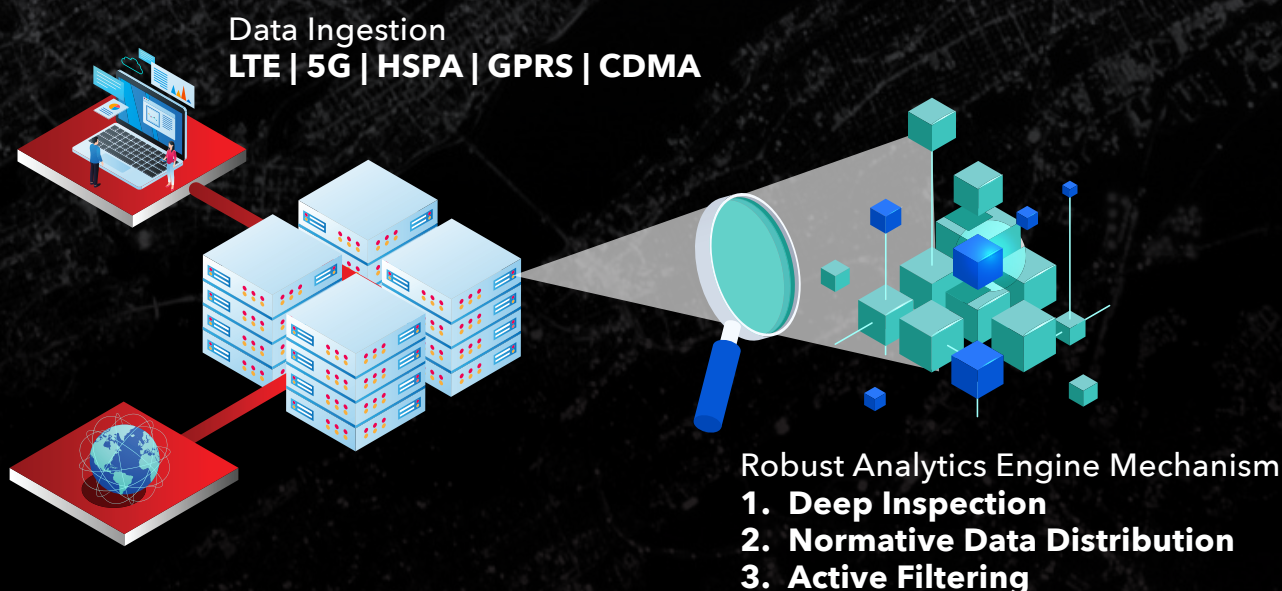 Data Ingestion
LTE | 5G | HSPA | GPRS | CDMA
Robust Analytics Engine Mechanism
1. Deep Inspection
2. Normative Data Distribution
3. Active Filtering